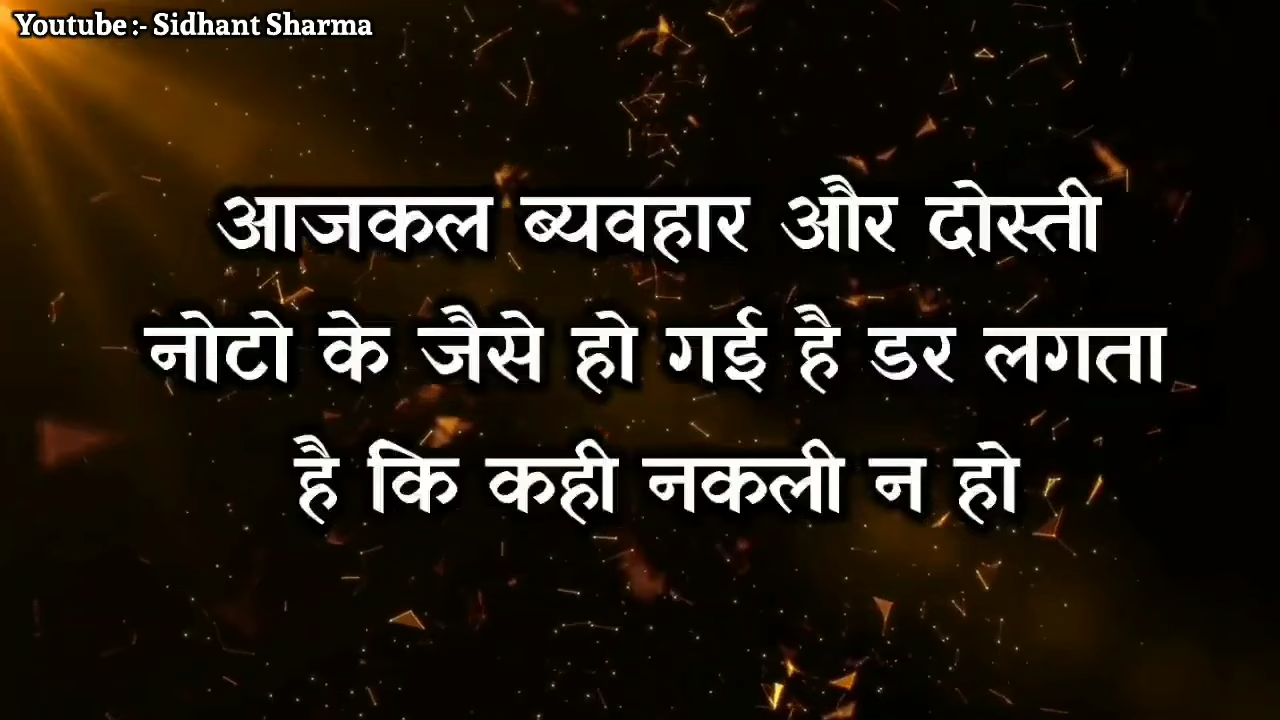 Youtube :- Sidhant Sharma
आजकल ब्यवहार और दोस्ती
नोटो के जैसे हो गई है डर लगता
है कि कही नकली न हो